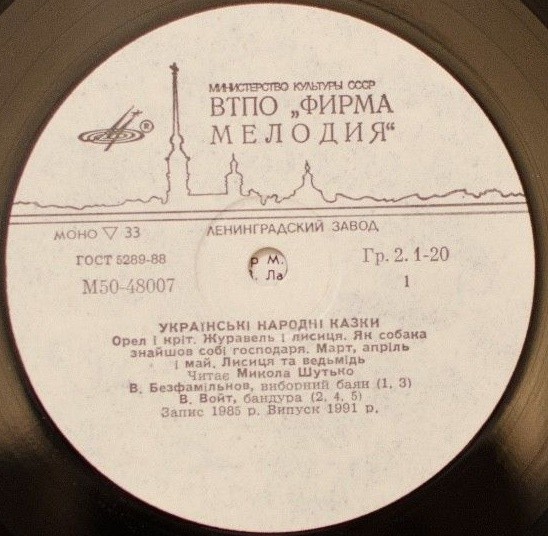 МИНИСТЕРСТВО КУЛЬТУРЫ СССР
ВТПО „ФИРМА
МЕЛОДИЯ“
®
МОНО ▽ 33
ЛЕНИНГРАДСКИЙ ЗАВОД
ГОСТ 5289-88
Р М.
Гр. 2. 1-20
М50-48007
Ла
1
УКРАЇНСЬКІ НАРОДНІ КАЗКИ
Орел і кріт. Журавель і лисиця. Як собака
знайшов собі господаря. Март, апріль
і май. Лисиця та ведмідь
Читає Микола Шутько
В. Безфамільнов, виборний баян (1, 3)
В. Войт, бандура (2, 4, 5)
Запис 1985 р. Випуск 1991 р.